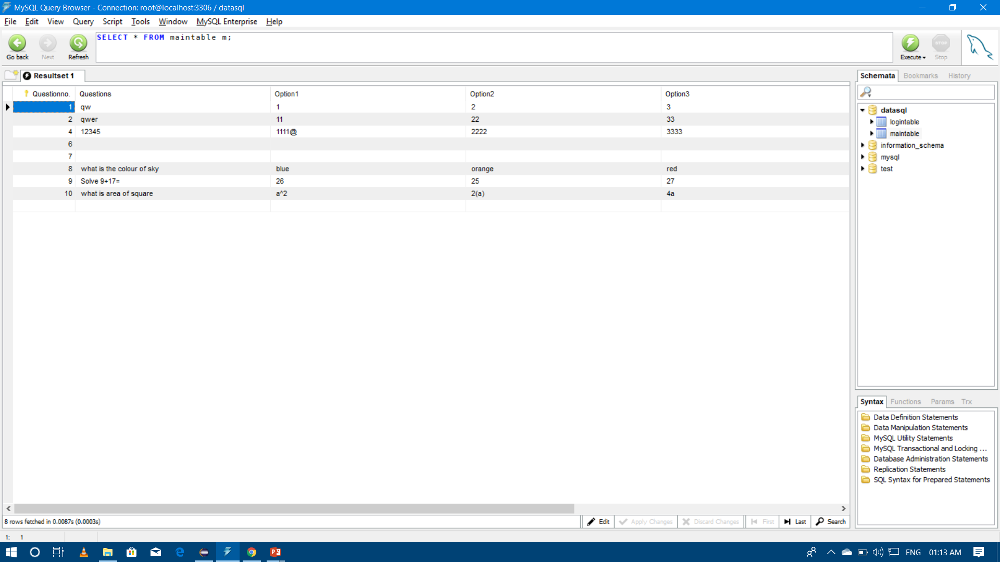 MySQL Query Browser - Connection: root@localhost:3306 / datasql
File Edit View Query Script Tools Window MySQL Enterprise Help
SELECT * FROM maintable m;
Go back Next Refresh
Execute STOP Stop
Resultset 1
Questionno. Questions Option1 Option2 Option3
1 qw 1 2 3
2 qwer 11 22 33
4 12345 1111@ 2222 3333
6
7
8 what is the colour of sky blue orange red
9 Solve 9+17= 26 25 27
10 what is area of square a^2 2(a) 4a
8 rows fetched in 0.0087s (0.0003s)
Edit Apply Changes Discard Changes First Last Search
1: 1
Schemata Bookmarks History
datasql
logintable
maintable
information_schema
mysql
test
Syntax Functions Params Trx
Data Definition Statements
Data Manipulation Statements
MySQL Utility Statements
MySQL Transactional and Locking ...
Database Administration Statements
Replication Statements
SQL Syntax for Prepared Statements
ENG 01:13 AM